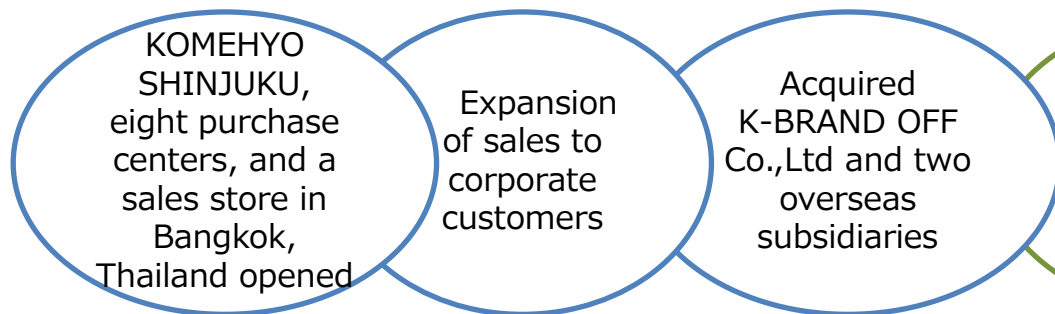 KOMEHYO
SHINJUKU,
eight purchase
centers, and a
sales store in
Bangkok,
Thailand opened
Expansion
of sales to
corporate
customers
Acquired
K-BRAND OFF
Co.,Ltd and two
overseas
subsidiaries